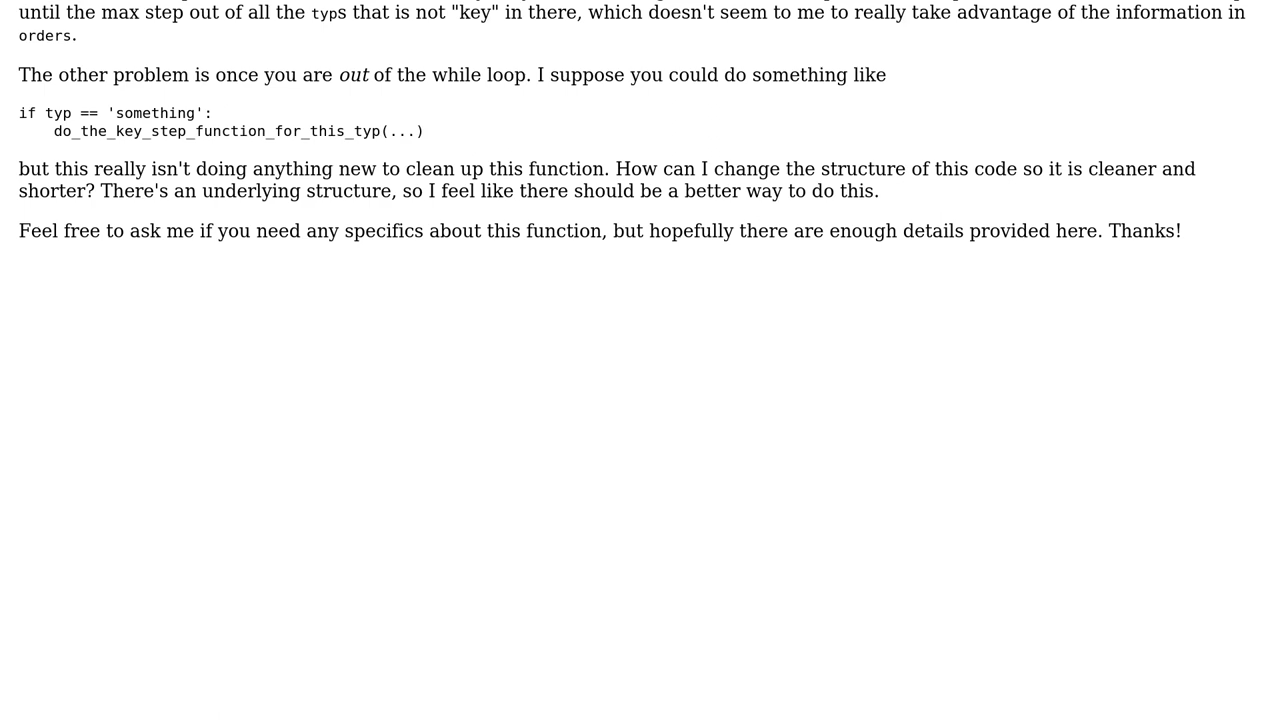 until the max step out of all the typs that is not "key" in there, which doesn't seem to me to really take advantage of the information in
orders.
The other problem is once you are out of the while loop. I suppose you could do something like
if typ == 'something':
    do_the_key_step_function_for_this_typ(...)
but this really isn't doing anything new to clean up this function. How can I change the structure of this code so it is cleaner and
shorter? There's an underlying structure, so I feel like there should be a better way to do this.
Feel free to ask me if you need any specifics about this function, but hopefully there are enough details provided here. Thanks!